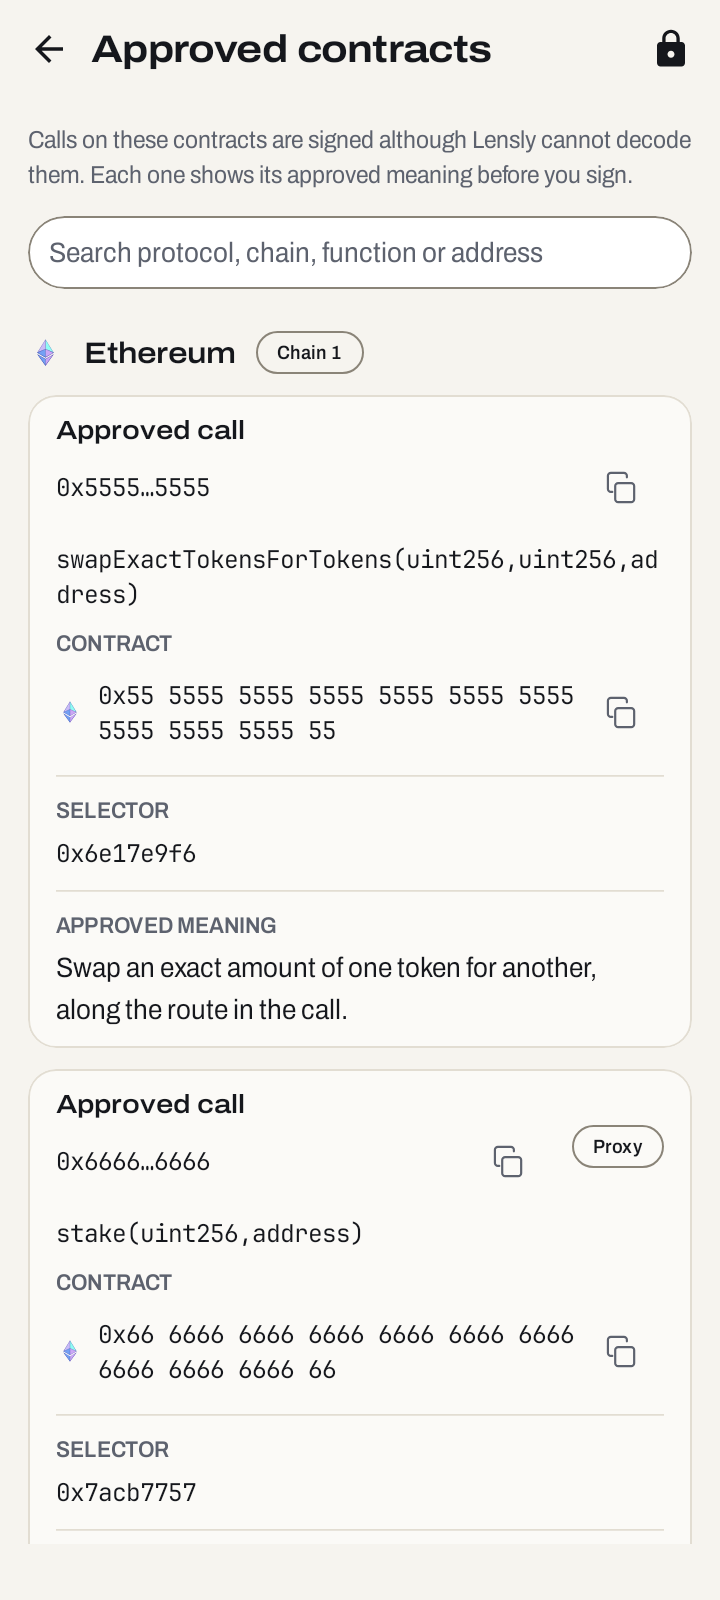 Approved contracts
Calls on these contracts are signed although Lensly cannot decode
them. Each one shows its approved meaning before you sign.
Search protocol, chain, function or address
Ethereum
Chain 1
Approved call
0x5555…5555
swapExactTokensForTokens(uint256,uint256,ad
dress)
CONTRACT
0x55 5555 5555 5555 5555 5555 5555
5555 5555 5555 55
SELECTOR
0x6e17e9f6
APPROVED MEANING
Swap an exact amount of one token for another,
along the route in the call.
Approved call
0x6666…6666
Proxy
stake(uint256,address)
CONTRACT
0x66 6666 6666 6666 6666 6666 6666
6666 6666 6666 66
SELECTOR
0x7acb7757